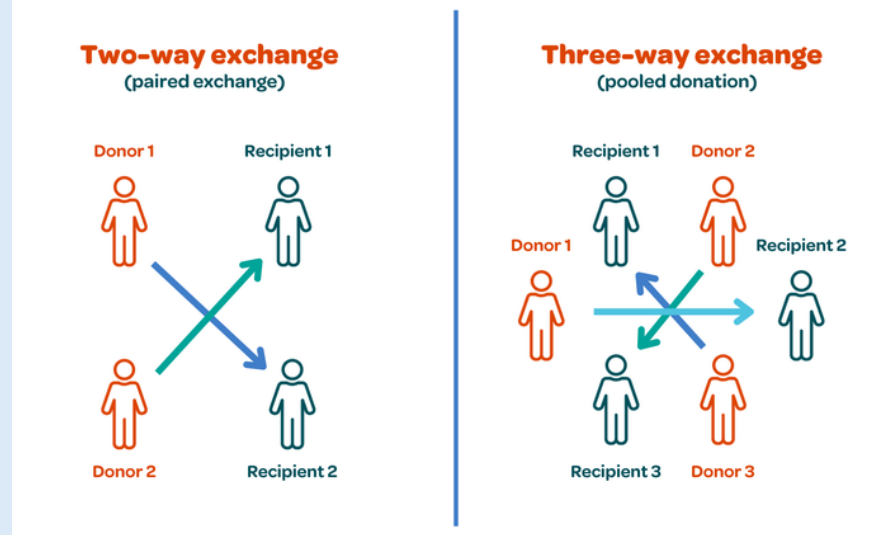 Two-way exchange
(paired exchange)
Donor 1
Recipient 1
Donor 2
Recipient 2
Three-way exchange
(pooled donation)
Recipient 1
Donor 2
Donor 1
Recipient 2
Recipient 3
Donor 3